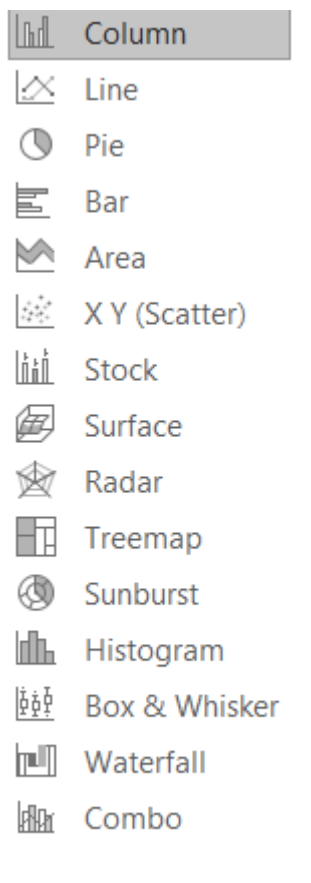 Column
Line
Pie
Bar
Area
X Y (Scatter)
Stock
Surface
Radar
Treemap
Sunburst
Histogram
Box & Whisker
Waterfall
Combo